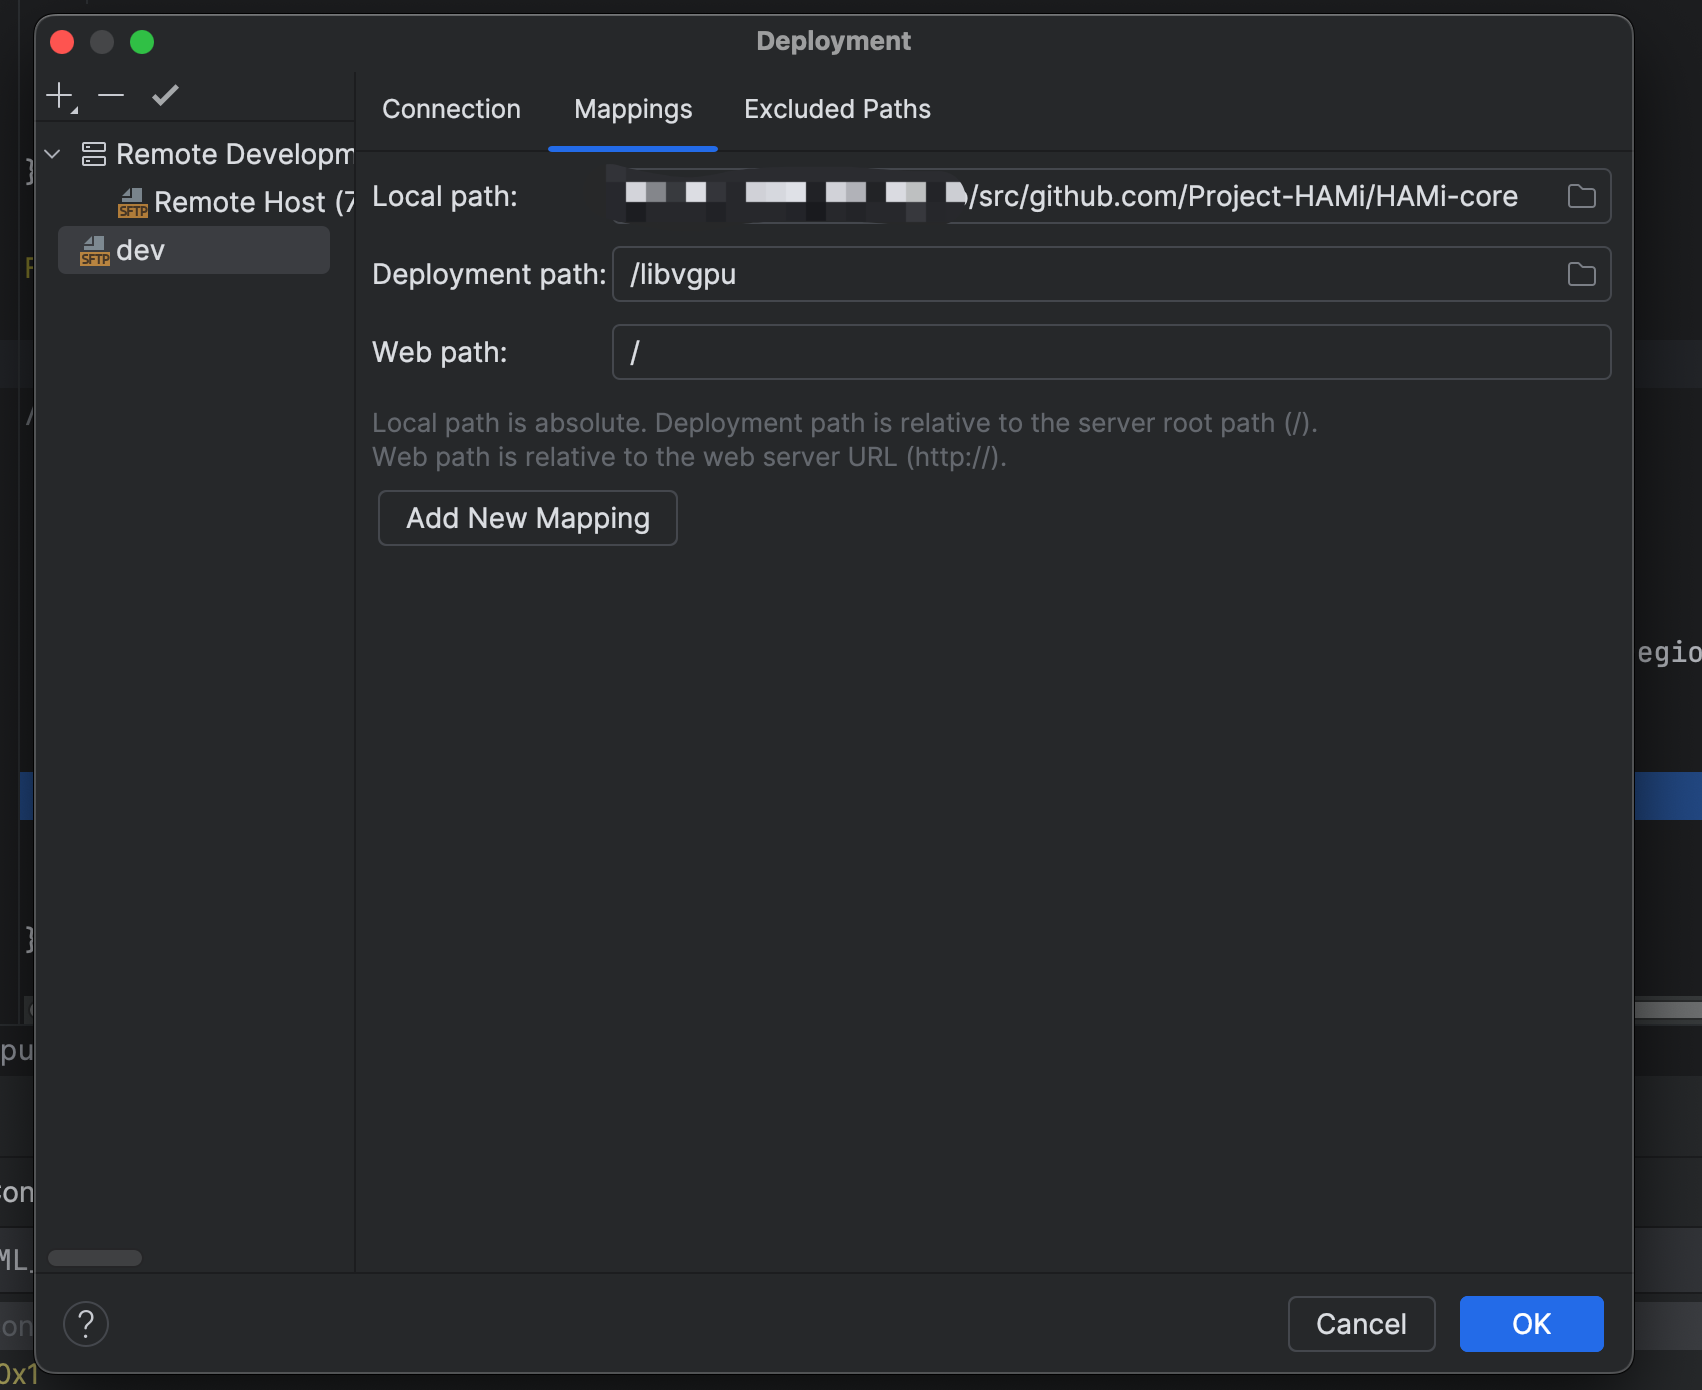 Deployment
Connection
Mappings
Excluded Paths
Remote Developm
SFTP Remote Host (7
SFTP dev
Local path:
/src/github.com/Project-HAMi/HAMi-core
Deployment path: /libvgpu
Web path: /
Local path is absolute. Deployment path is relative to the server root path (/).
Web path is relative to the web server URL (http://).
Add New Mapping
egio
}
F
/
}
pu
Con
ML_
on
0x1
?
Cancel
OK